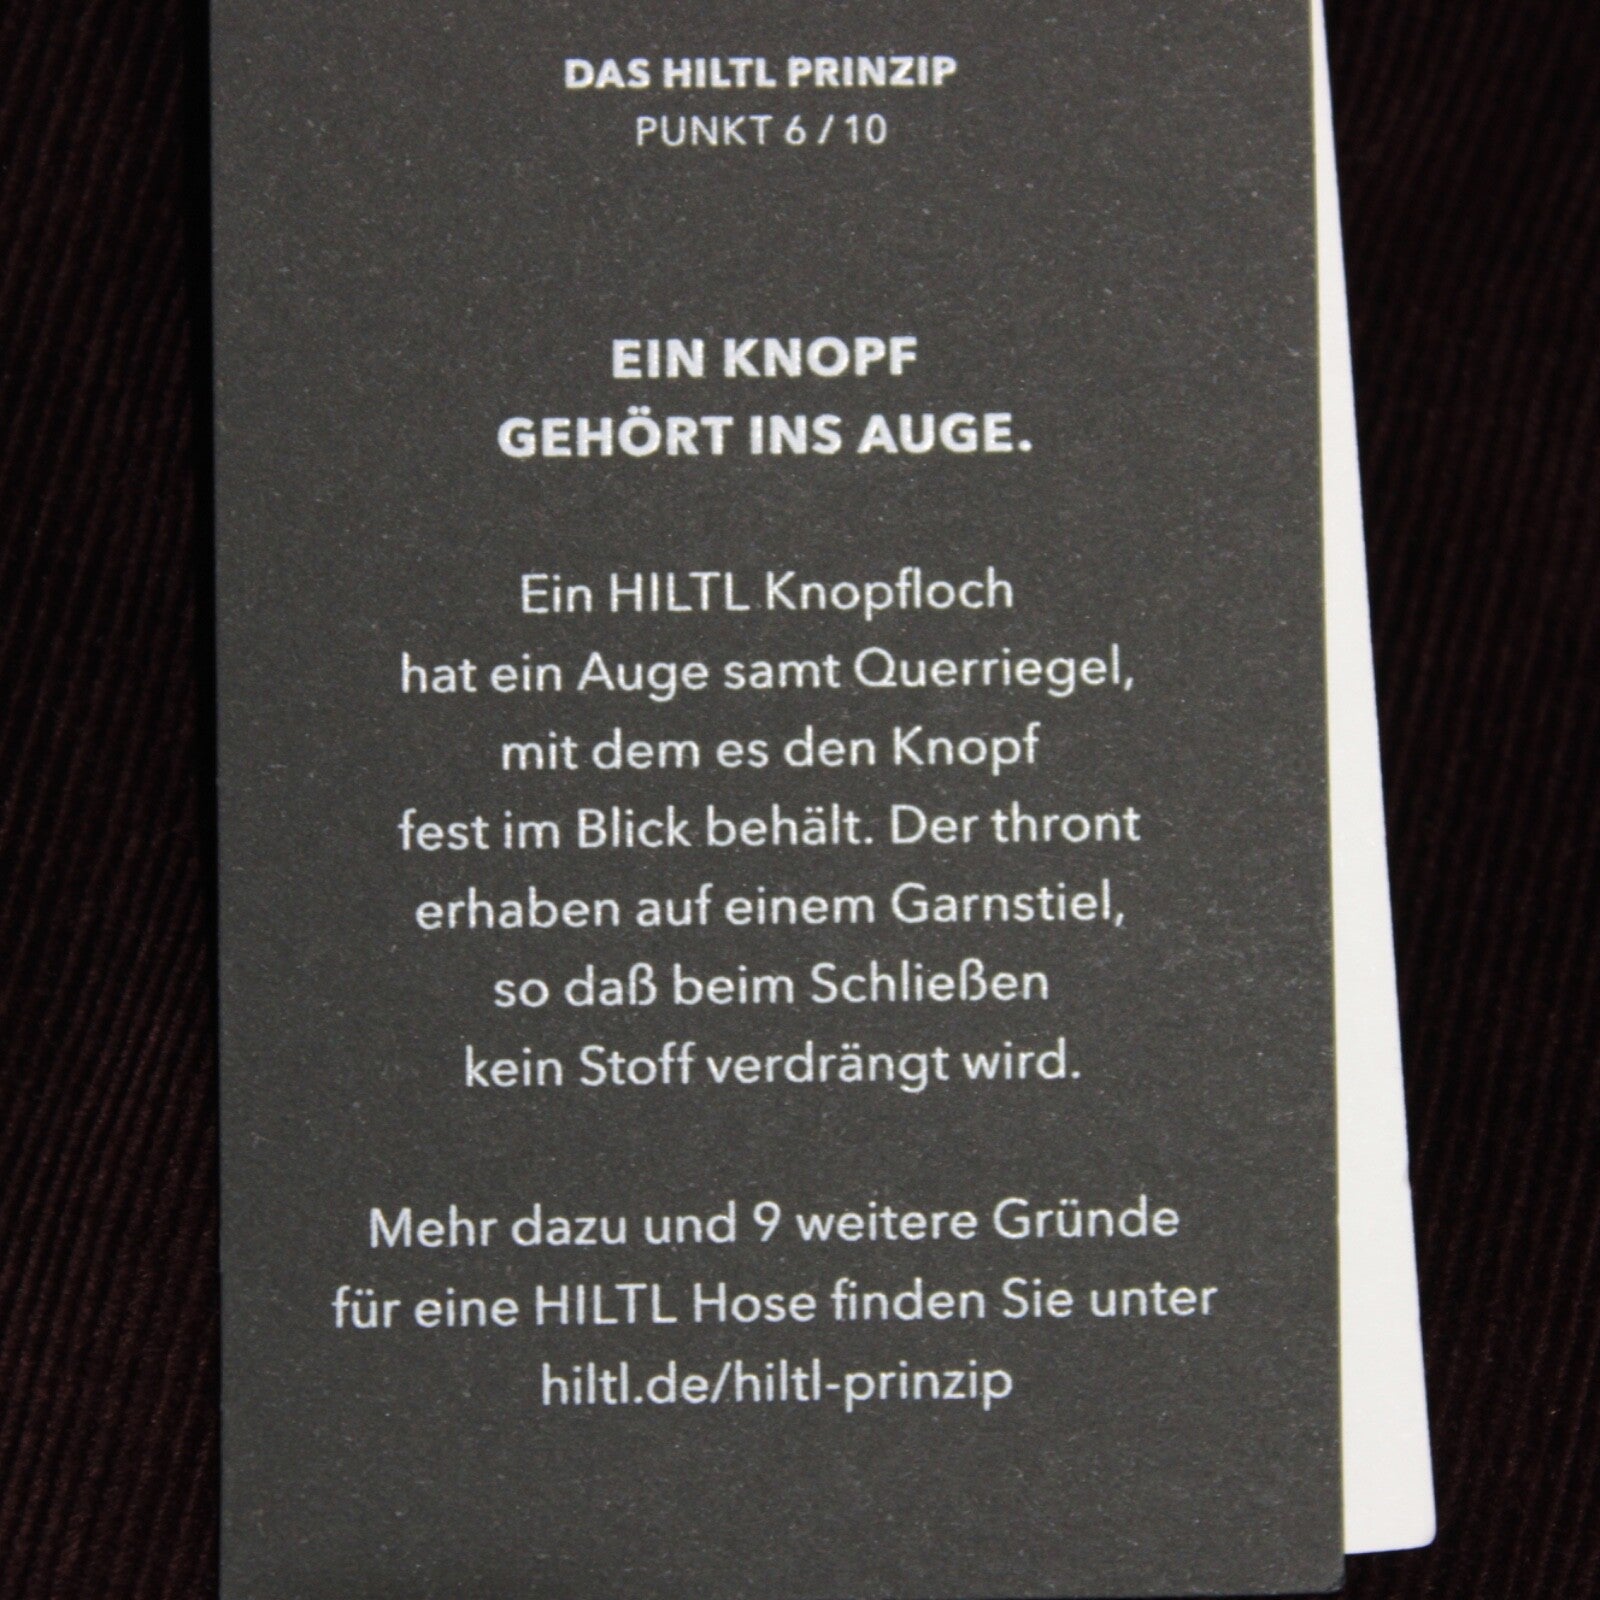 DAS HILTL PRINZIP
PUNKT 6 / 10
EIN KNOPF
GEHÖRT INS AUGE.
Ein HILTL Knopfloch
hat ein Auge samt Querriegel,
mit dem es den Knopf
fest im Blick behält. Der thront
erhaben auf einem Garnstiel,
so daß beim Schließen
kein Stoff verdrängt wird.
Mehr dazu und 9 weitere Gründe
für eine HILTL Hose finden Sie unter
hiltl.de/hiltl-prinzip